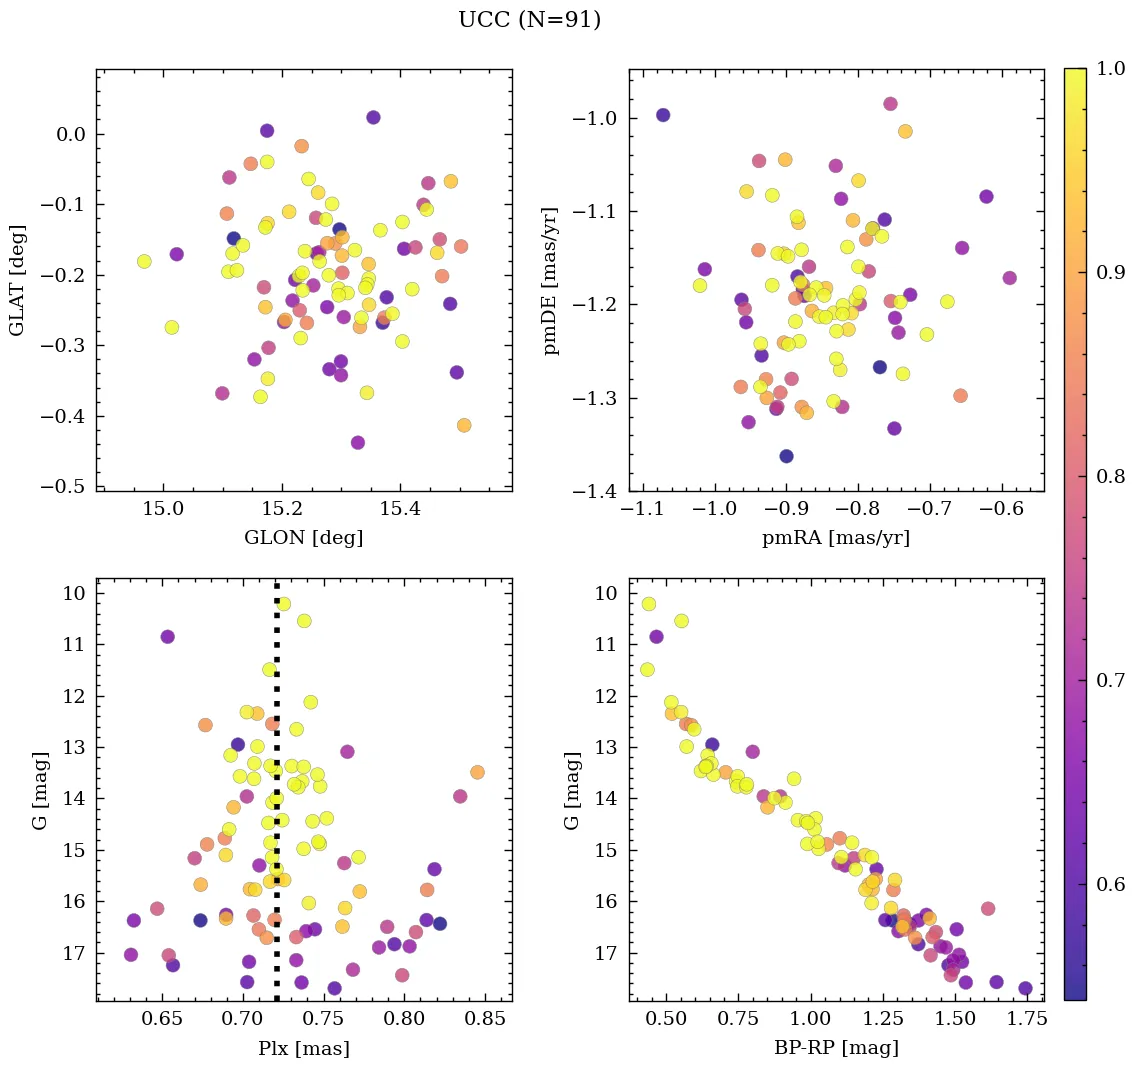 UCC (N=91)
0.0
−0.1
−0.2
−0.3
−0.4
−0.5
GLAT [deg]
15.0 15.2 15.4
GLON [deg]
−1.0
−1.1
−1.2
−1.3
−1.4
pmDE [mas/yr]
−1.1 −1.0 −0.9 −0.8 −0.7 −0.6
pmRA [mas/yr]
1.0
0.9
0.8
0.7
0.6
10
11
12
13
14
15
16
17
G [mag]
0.65 0.70 0.75 0.80 0.85
Plx [mas]
10
11
12
13
14
15
16
17
G [mag]
0.50 0.75 1.00 1.25 1.50 1.75
BP-RP [mag]